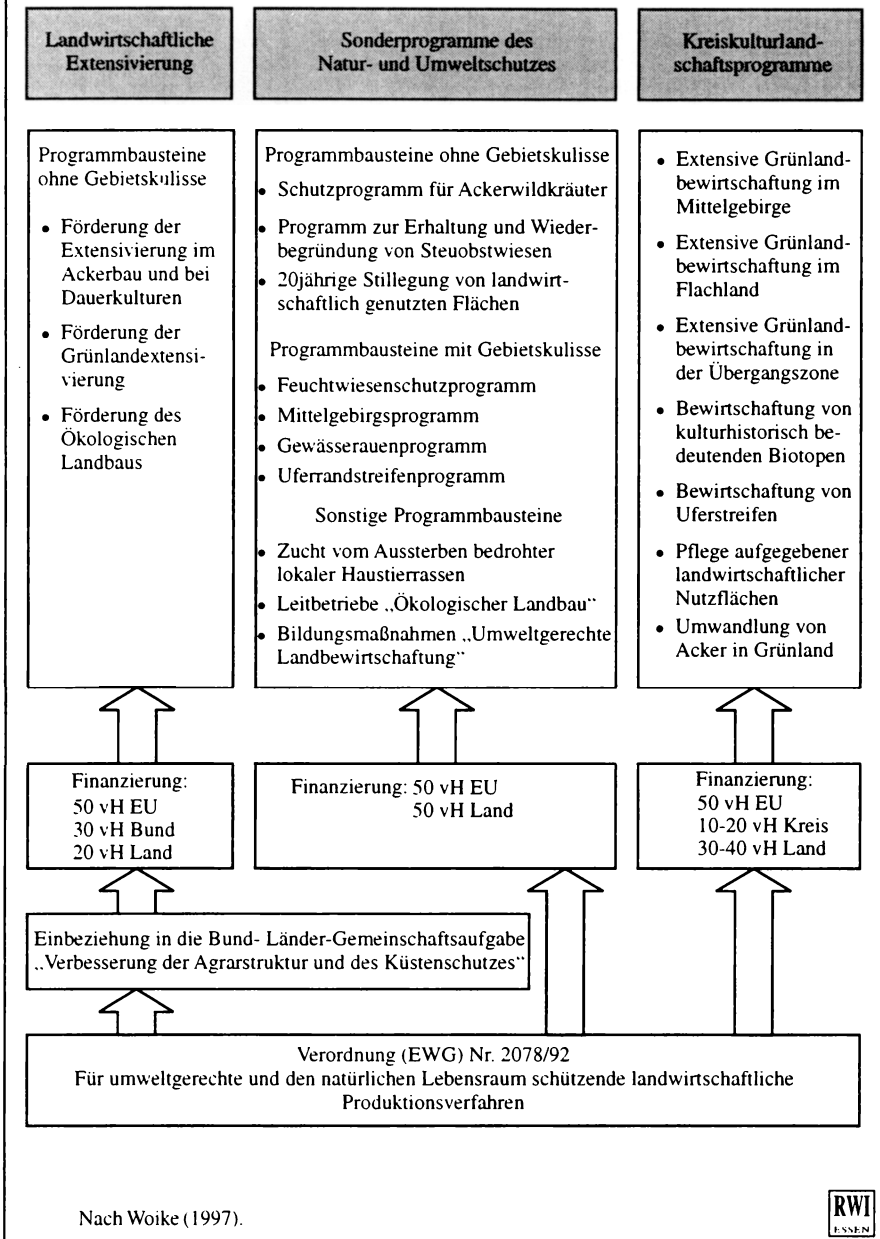 Landwirtschaftliche
Extensivierung
Sonderprogramme des
Natur- und Umweltschutzes
Kreiskulturland-
schaftsprogramme
Programmbausteine
ohne Gebietskulisse
• Förderung der
Extensivierung im
Ackerbau und bei
Dauerkulturen
• Förderung der
Grünlandextensi-
vierung
• Förderung des
Ökologischen
Landbaus
Programmbausteine ohne Gebietskulisse
• Schutzprogramm für Ackerwildkräuter
• Programm zur Erhaltung und Wieder-
begründung von Steuobstwiesen
• 20jährige Stillegung von landwirt-
schaftlich genutzten Flächen
Programmbausteine mit Gebietskulisse
• Feuchtwiesenschutzprogramm
• Mittelgebirgsprogramm
• Gewässerauenprogramm
• Uferrandstreifenprogramm
Sonstige Programmbausteine
• Zucht vom Aussterben bedrohter
lokaler Haustierrassen
• Leitbetriebe „Ökologischer Landbau“
• Bildungsmaßnahmen „Umweltgerechte
Landbewirtschaftung“
• Extensive Grünland-
bewirtschaftung im
Mittelgebirge
• Extensive Grünland-
bewirtschaftung im
Flachland
• Extensive Grünland-
bewirtschaftung in
der Übergangszone
• Bewirtschaftung von
kulturhistorisch be-
deutenden Biotopen
• Bewirtschaftung von
Uferstreifen
• Pflege aufgegebener
landwirtschaftlicher
Nutzflächen
• Umwandlung von
Acker in Grünland
Finanzierung:
50 vH EU
30 vH Bund
20 vH Land
Finanzierung: 50 vH EU
50 vH Land
Finanzierung:
50 vH EU
10-20 vH Kreis
30-40 vH Land
Einbeziehung in die Bund- Länder-Gemeinschaftsaufgabe
„Verbesserung der Agrarstruktur und des Küstenschutzes“
Verordnung (EWG) Nr. 2078/92
Für umweltgerechte und den natürlichen Lebensraum schützende landwirtschaftliche
Produktionsverfahren
Nach Woike (1997).
RWI
ESSEN